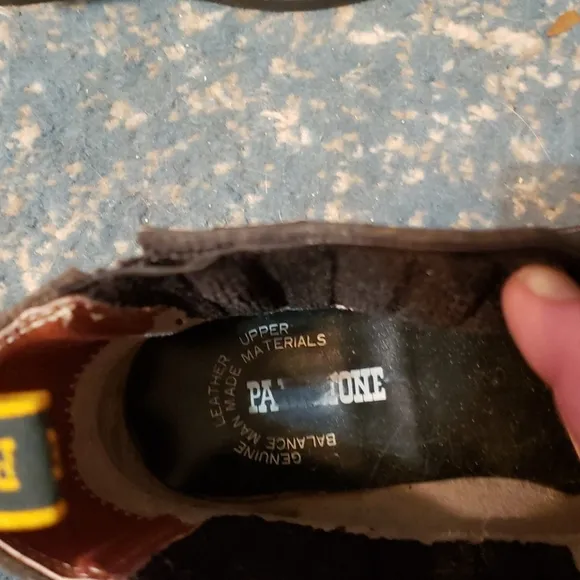 GENUINE LEATHER UPPER
BALANCE MAN MADE MATERIALS